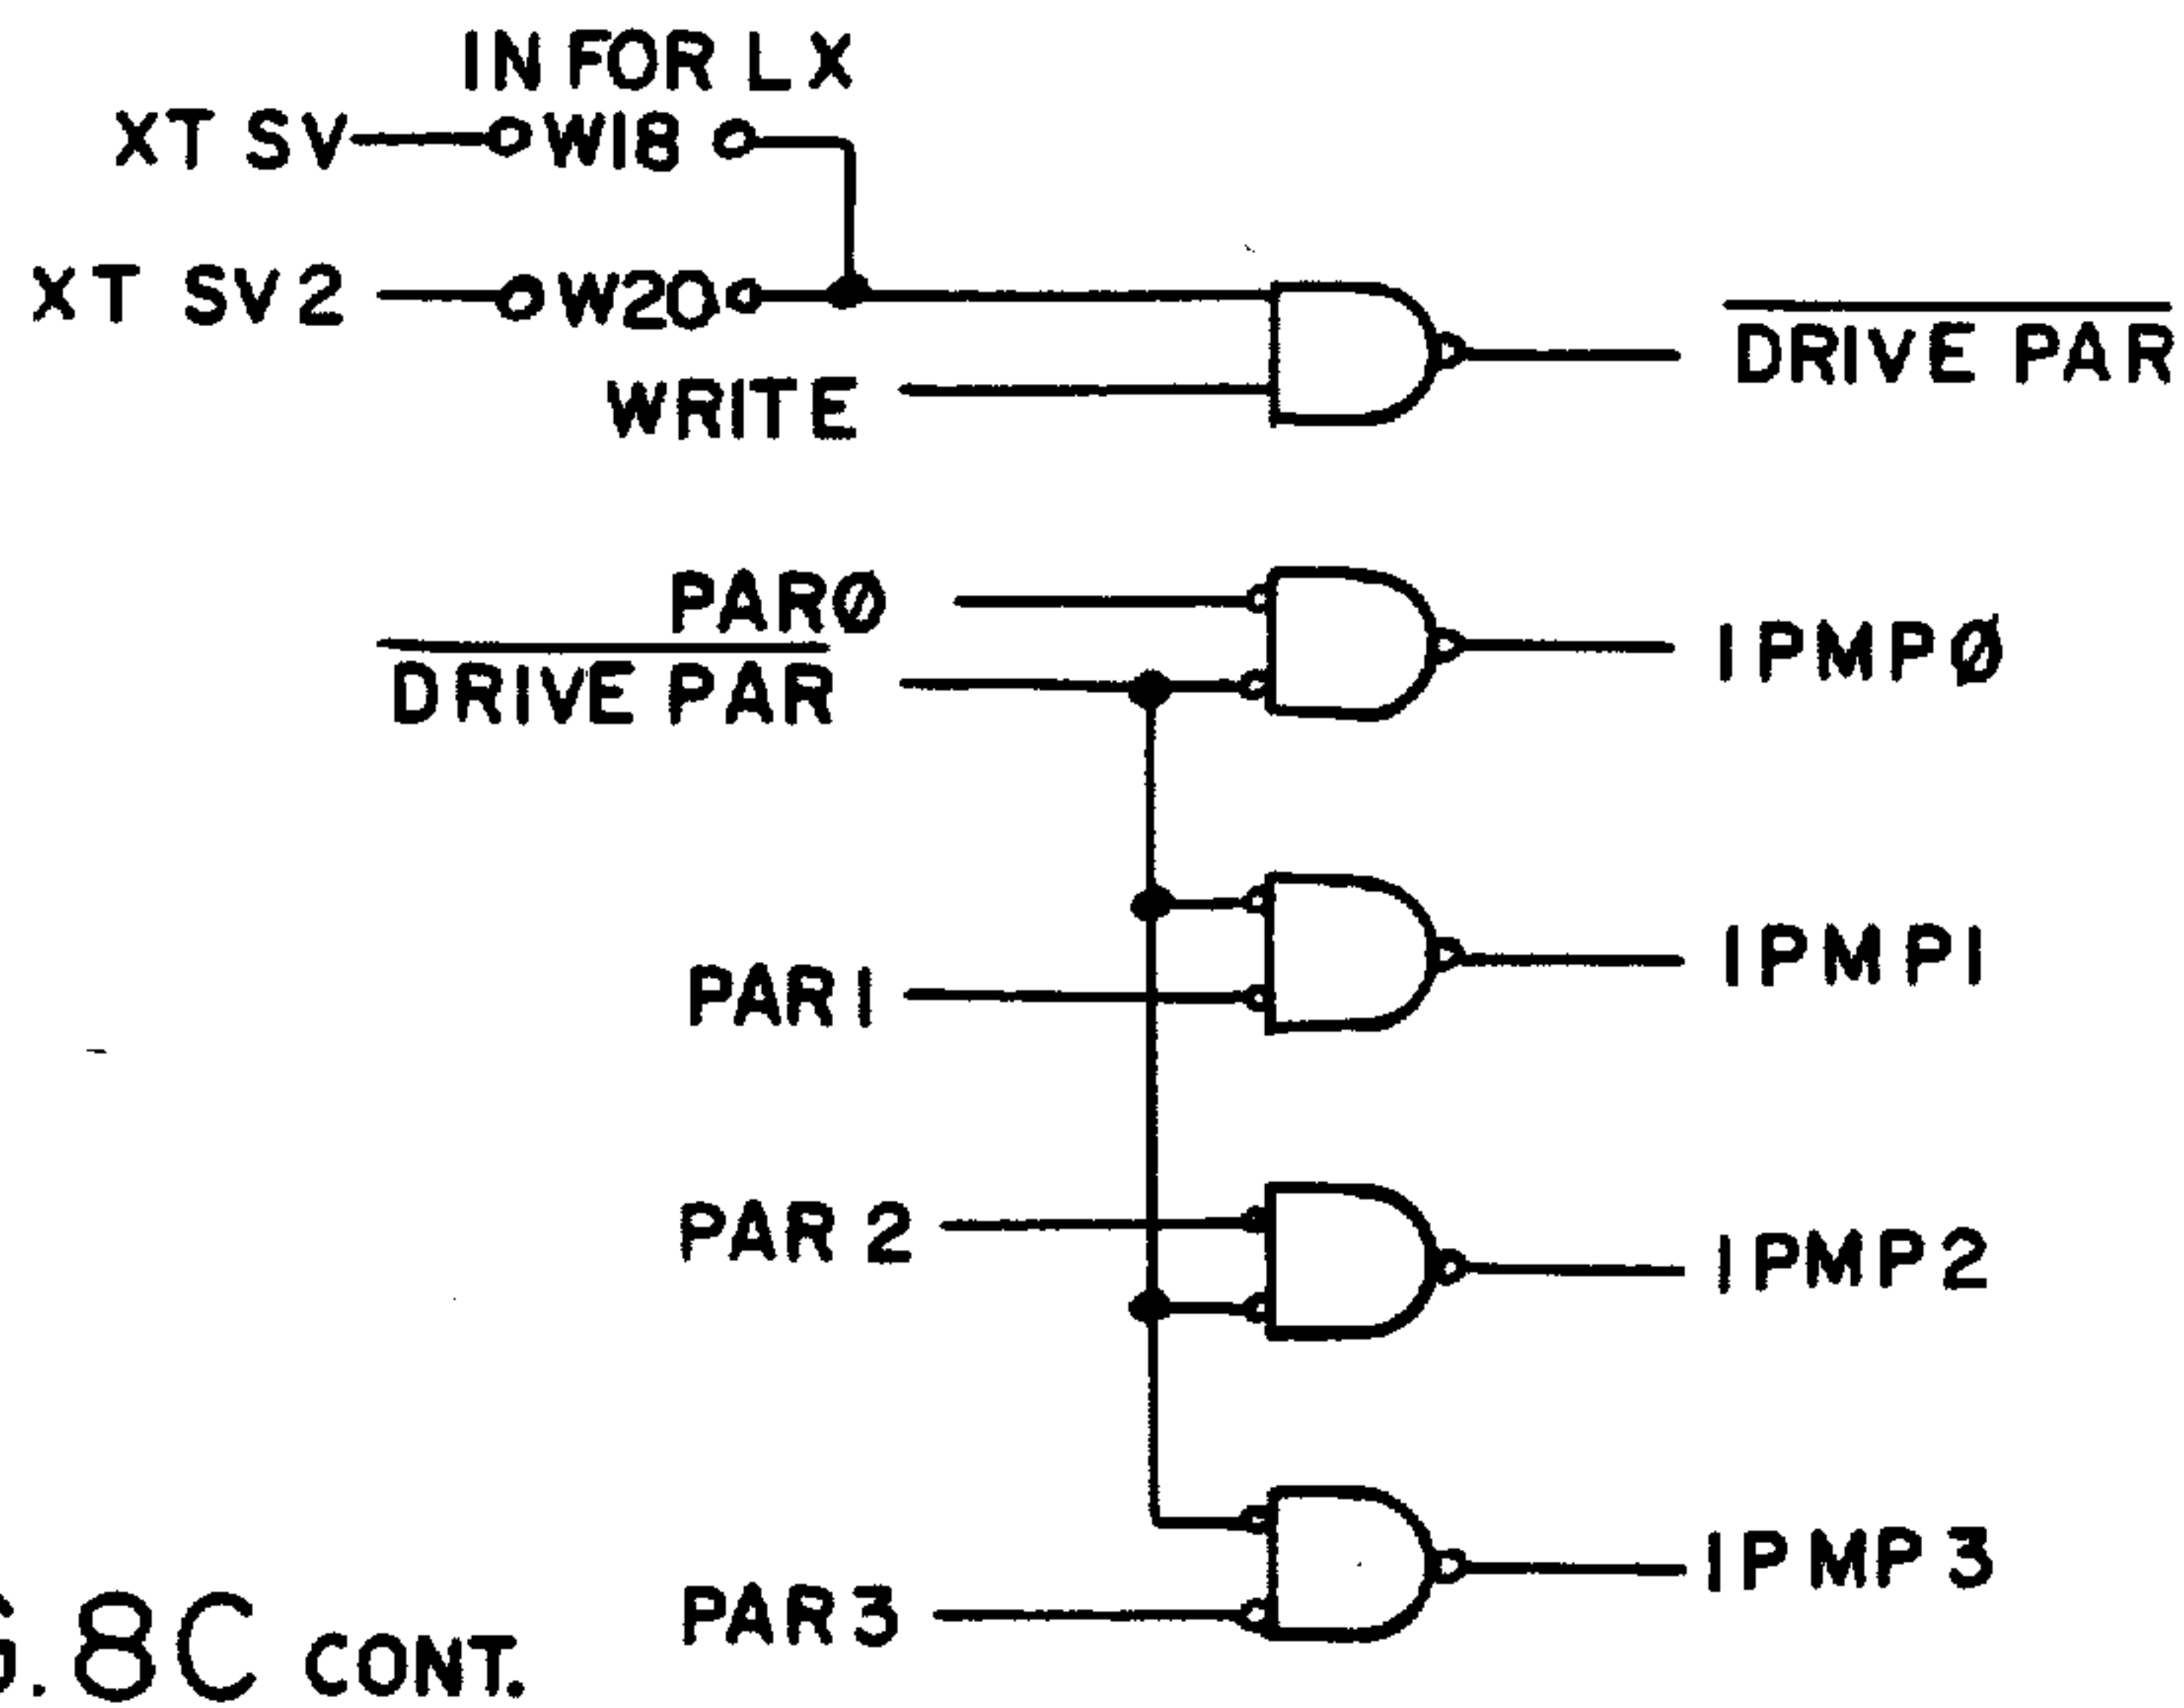 IN FOR LX
XT SV W18
XT SV2 W20
DRIVE PAR
WRITE
PARØ
IPMPØ
DRIVE PAR
IPMP1
PAR1
PAR 2
IPMP2
IPMP3
PAR3
. 8C CONT.